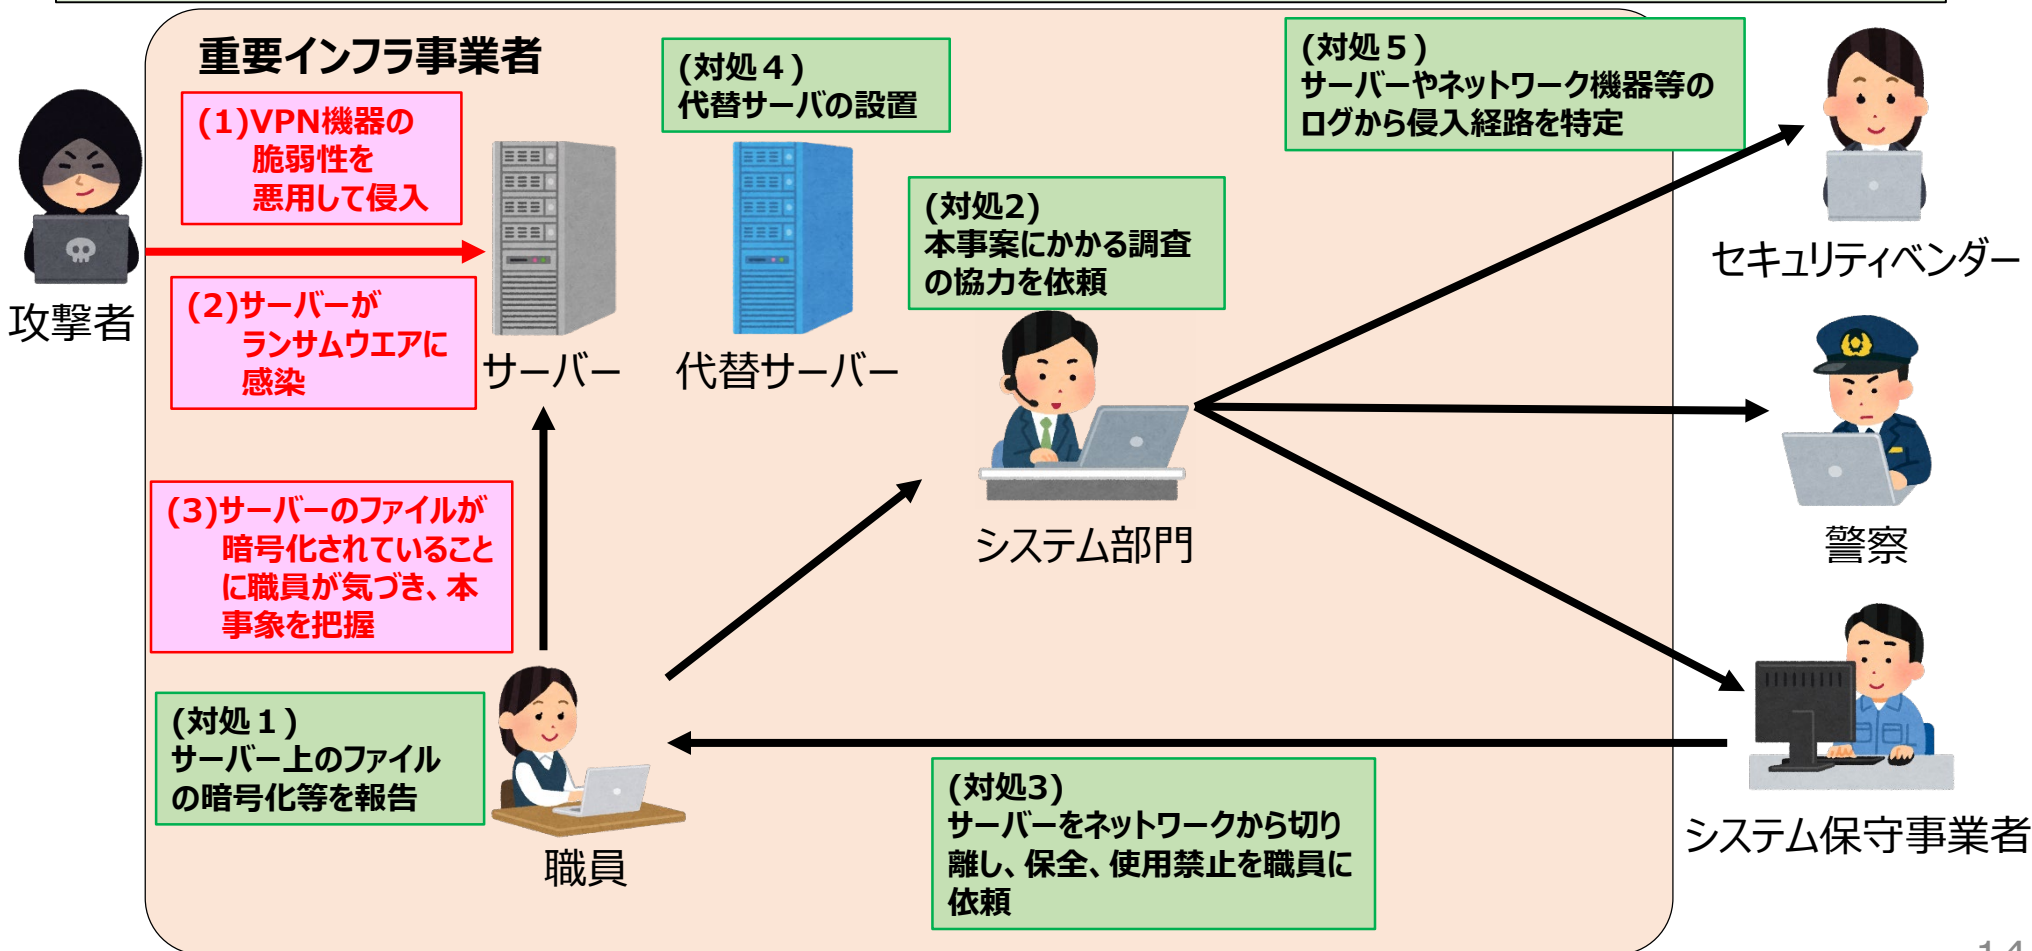 重要インフラ事業者
(対処４)
代替サーバの設置
(対処５)
サーバーやネットワーク機器等の
ログから侵入経路を特定
(1)VPN機器の
脆弱性を
悪用して侵入
(対処2)
本事案にかかる調査
の協力を依頼
セキュリティベンダー
攻撃者
(2)サーバーが
ランサムウエアに
感染
サーバー
代替サーバー
(3)サーバーのファイルが
暗号化されていること
に職員が気づき、本
事象を把握
システム部門
警察
(対処１)
サーバー上のファイル
の暗号化等を報告
(対処3)
サーバーをネットワークから切り
離し、保全、使用禁止を職員に
依頼
職員
システム保守事業者